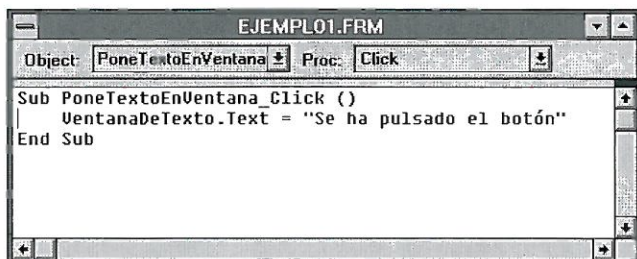 EJEMPLO1.FRM
Object: PoneTextoEnVentana Proc: Click
Sub PoneTextoEnVentana_Click ()
VentanaDeTexto.Text = "Se ha pulsado el botón"
End Sub